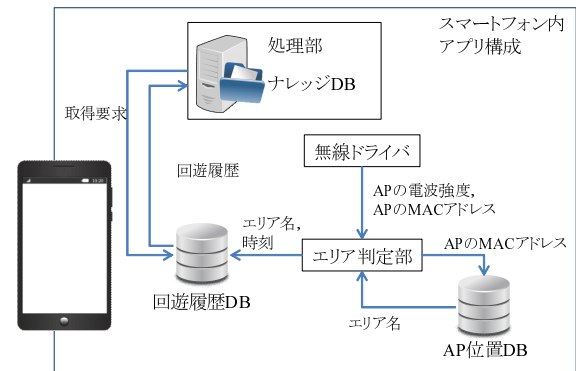 スマートフォン内
アプリ構成
処理部
ナレッジDB
取得要求
無線ドライバ
回遊履歴
APの電波強度,
APのMACアドレス
エリア名,
時刻
エリア判定部
APのMACアドレス
回遊履歴DB
エリア名
AP位置DB